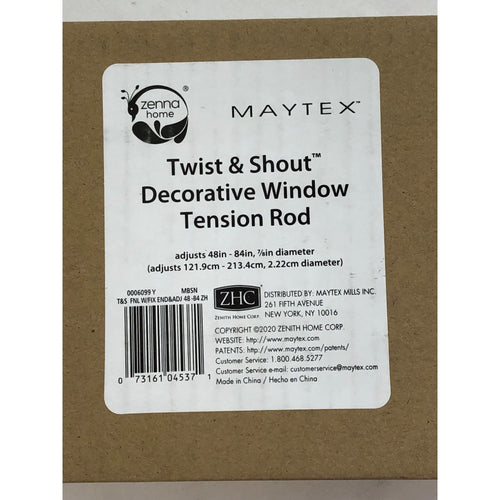 zenna
home
MAYTEX™
Twist & Shout™
Decorative Window
Tension Rod
adjusts 48in - 84in, ⅞in diameter
(adjusts 121.9cm - 213.4cm, 2.22cm diameter)
0006099 Y MBSN
T&S FNL W/FIX END&ADJ 48-84 ZH
0 73161 04537 1
ZHC
ZENITH HOME CORP.
DISTRIBUTED BY: MAYTEX MILLS INC.
261 FIFTH AVENUE
NEW YORK, NY 10016
COPYRIGHT ©2020 ZENITH HOME CORP.
WEBSITE: http://www.maytex.com
PATENTS: http://www.maytex.com/patents/
Customer Service: 1.800.468.5277
Customer Service e-mail: customerservice@maytex.com
Made in China / Hecho en China